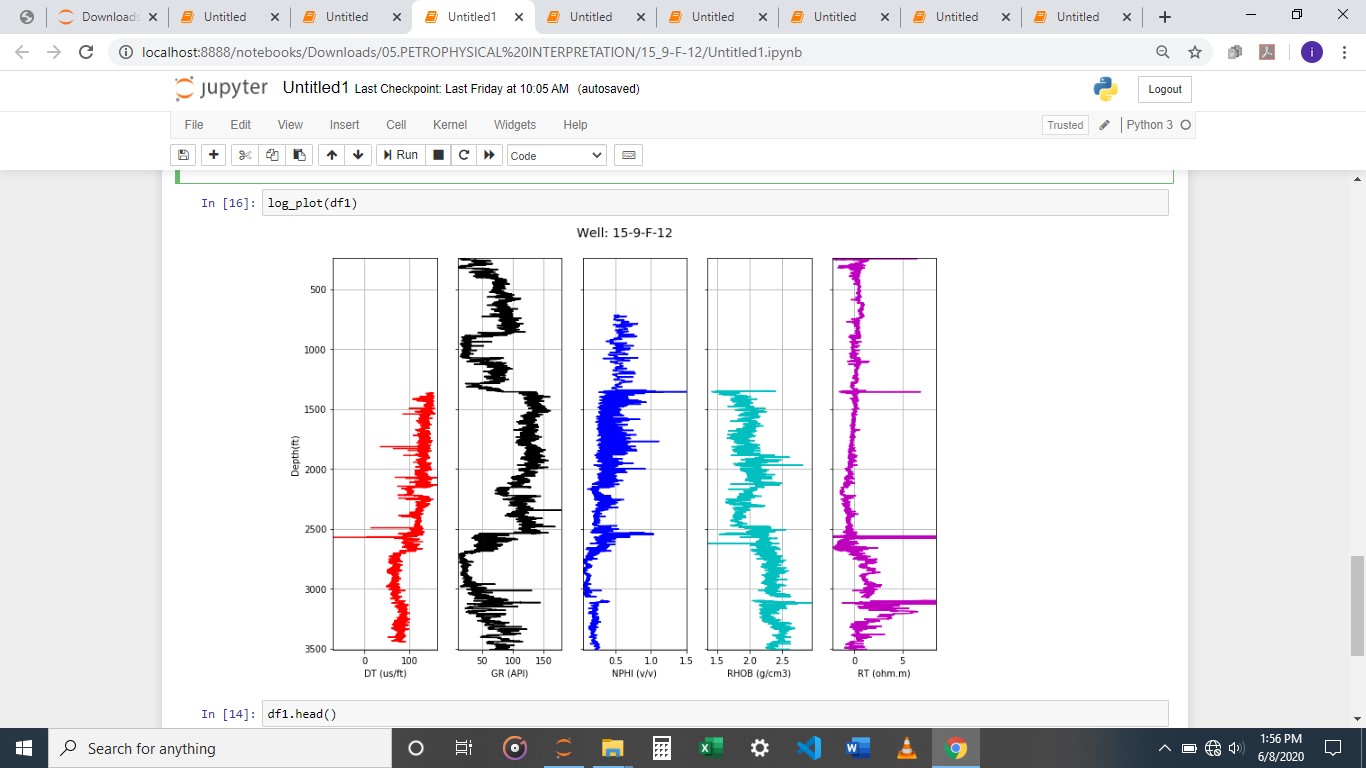 Downloads
Untitled
Untitled
Untitled1
Untitled
Untitled
Untitled
Untitled
Untitled
localhost:8888/notebooks/Downloads/05.PETROPHYSICAL%20INTERPRETATION/15_9-F-12/Untitled1.ipynb
i
jupyter Untitled1 Last Checkpoint: Last Friday at 10:05 AM (autosaved)
Logout
File Edit View Insert Cell Kernel Widgets Help
Trusted Python 3
Run Code
In [16]: log_plot(df1)
Well: 15-9-F-12
Depth(ft)
500
1000
1500
2000
2500
3000
3500
0 100 50 100 150 0.5 1.0 1.5 1.5 2.0 2.5 0 5
DT (us/ft) GR (API) NPHI (v/v) RHOB (g/cm3) RT (ohm.m)
In [14]: df1.head()
Search for anything
1:56 PM
6/8/2020